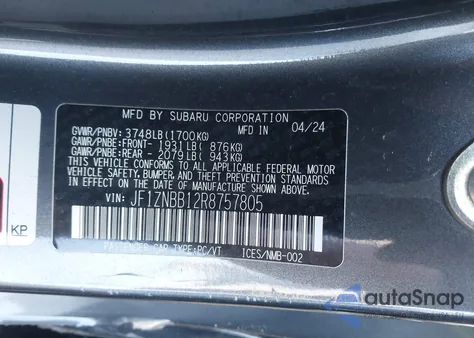 MFD BY SUBARU CORPORATION
GVWR/PNBV: 3748LB(1700KG) MFD IN 04/24
GAWR/PNBE:FRONT- 1931LB( 876KG)
GAWR/PNBE:REAR - 2079LB( 943KG)
THIS VEHICLE CONFORMS TO ALL APPLICABLE FEDERAL MOTOR
VEHICLE SAFETY, BUMPER, AND THEFT PREVENTION STANDARDS
IN EFFECT ON THE DATE OF MANUFACTURE SHOWN ABOVE.
VIN: JF1ZNBB12R8757805
PASSENGER CAR TYPE:PC/VT ICES/NMB-002
KP
autoSnap